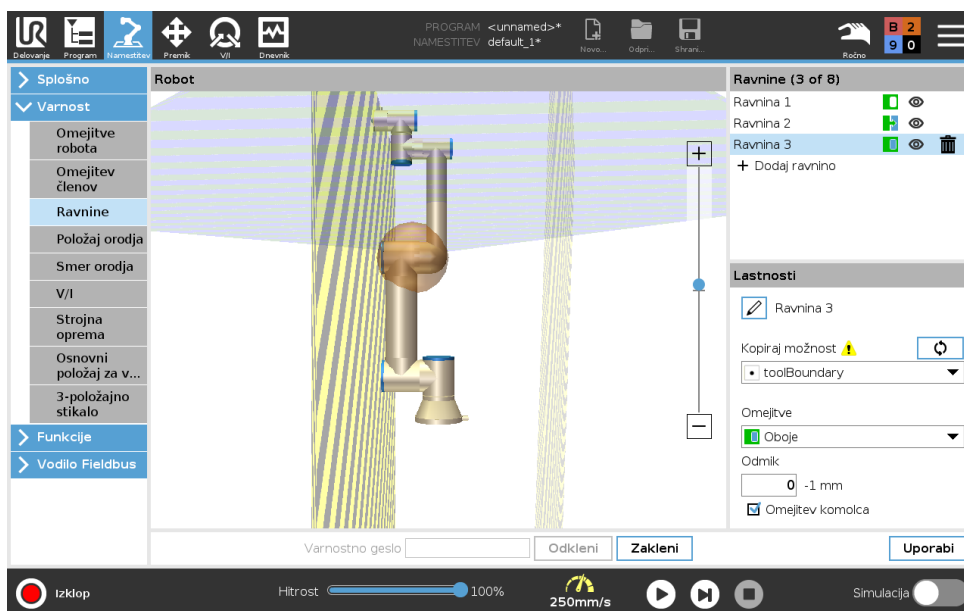 PROGRAM <unnamed>*
NAMESTITEV default_1*
Delovanje
Program
Namestitev
Premik
V/I
Dnevnik
Novo...
Odpri...
Shrani...
Ročno
B 2
9 0
Splošno
Varnost
Omejitve
robota
Omejitev
členov
Ravnine
Položaj orodja
Smer orodja
V/I
Strojna
oprema
Osnovni
položaj za v...
3-položajno
stikalo
Funkcije
Vodilo Fieldbus
Robot
Ravnine (3 of 8)
Ravnina 1
Ravnina 2
Ravnina 3
+ Dodaj ravnino
Lastnosti
Ravnina 3
Kopiraj možnost
toolBoundary
Omejitve
Oboje
Odmik
0 -1 mm
Omejitev komolca
Varnostno geslo
Odkleni
Zakleni
Uporabi
Izklop
Hitrost
100%
250mm/s
Simulacija